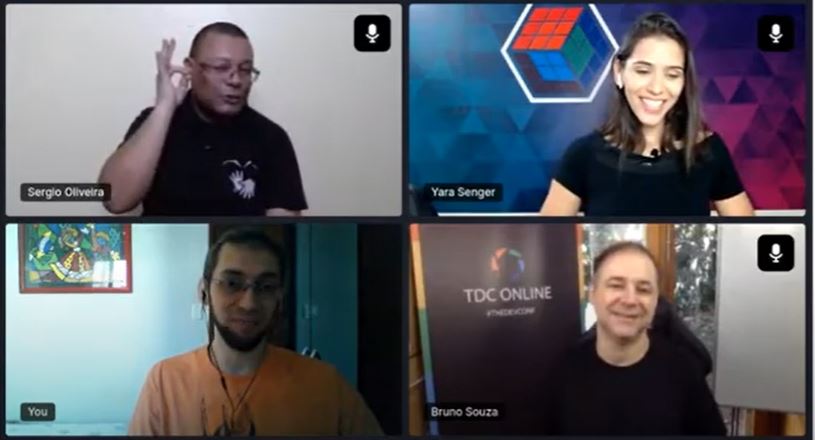 Sergio Oliveira
Yara Senger
You
TDC ONLINE
#THEDEVCONF
Bruno Souza